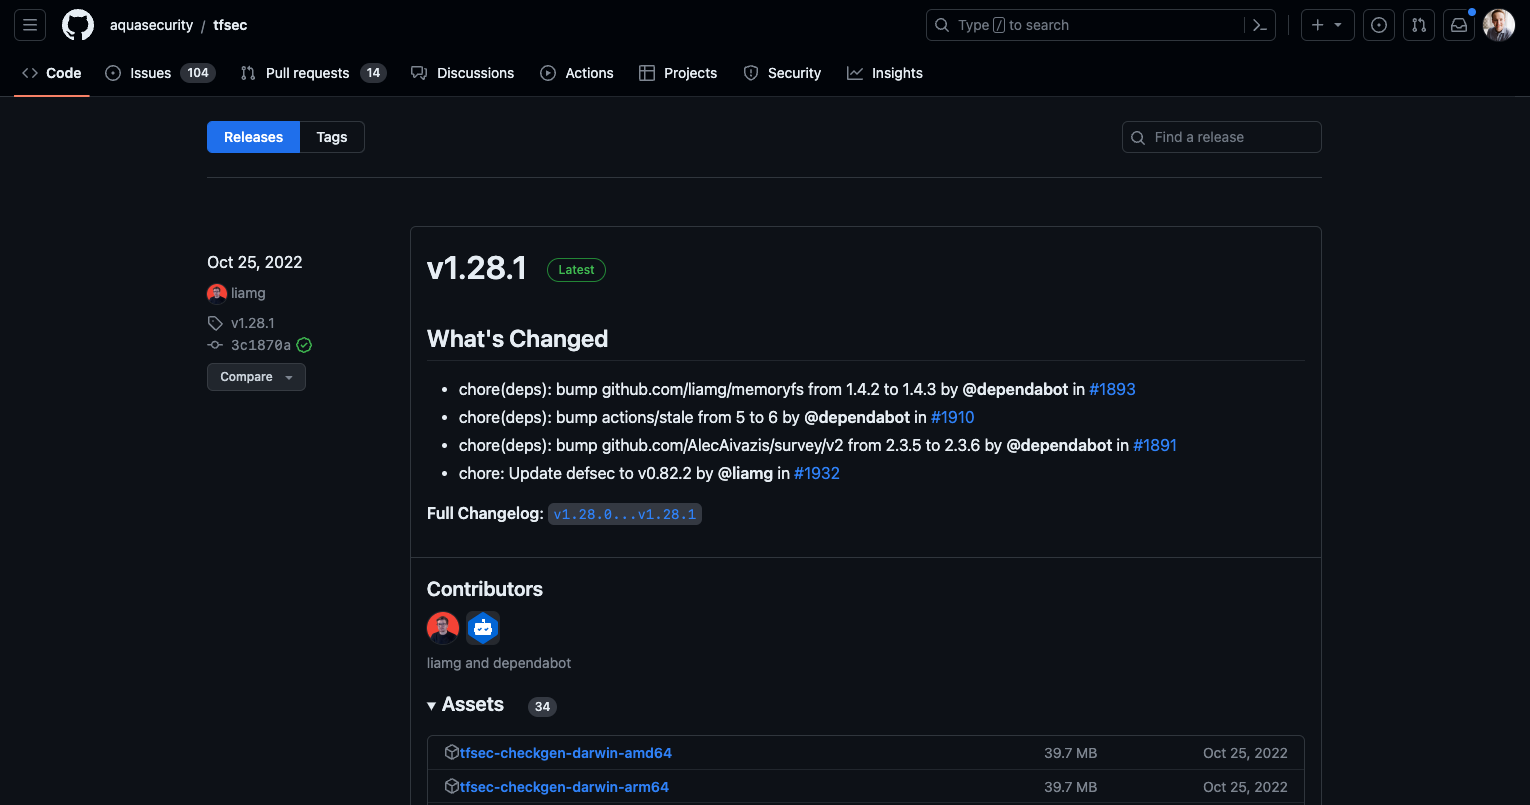 aquasecurity / tfsec
Type / to search
Code Issues 104 Pull requests 14 Discussions Actions Projects Security Insights
Releases Tags
Find a release
Oct 25, 2022
liamg
v1.28.1
3c1870a
Compare
v1.28.1 Latest
What's Changed
• chore(deps): bump github.com/liamg/memoryfs from 1.4.2 to 1.4.3 by @dependabot in #1893
• chore(deps): bump actions/stale from 5 to 6 by @dependabot in #1910
• chore(deps): bump github.com/AlecAivazis/survey/v2 from 2.3.5 to 2.3.6 by @dependabot in #1891
• chore: Update defsec to v0.82.2 by @liamg in #1932
Full Changelog: v1.28.0...v1.28.1
Contributors
liamg and dependabot
Assets 34
tfsec-checkgen-darwin-amd64 39.7 MB Oct 25, 2022
tfsec-checkgen-darwin-arm64 39.7 MB Oct 25, 2022